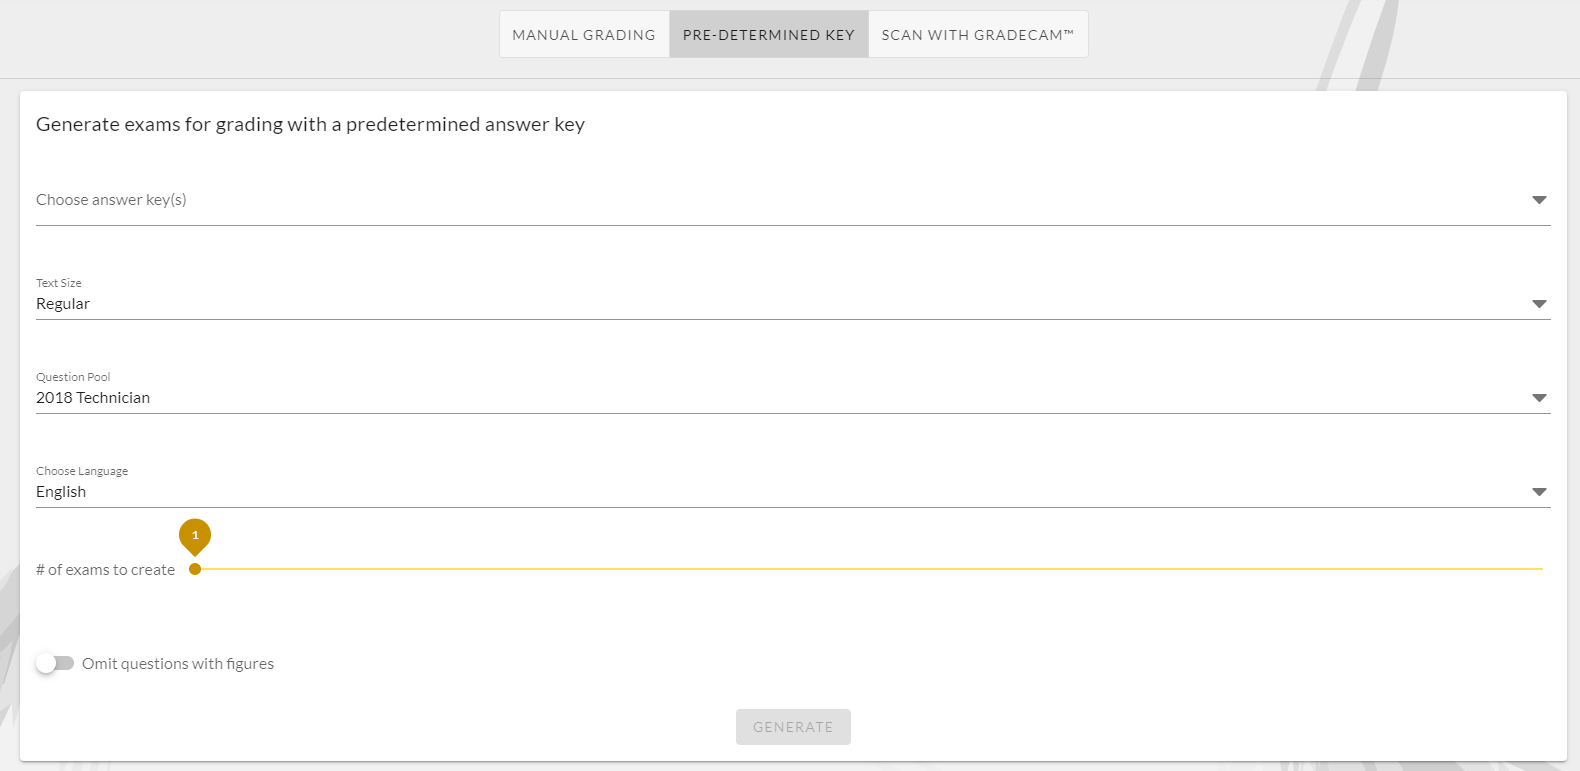 MANUAL GRADING PRE-DETERMINED KEY SCAN WITH GRADECAM™
Generate exams for grading with a predetermined answer key
Choose answer key(s)
Text Size
Regular
Question Pool
2018 Technician
Choose Language
English
1
# of exams to create
Omit questions with figures
GENERATE